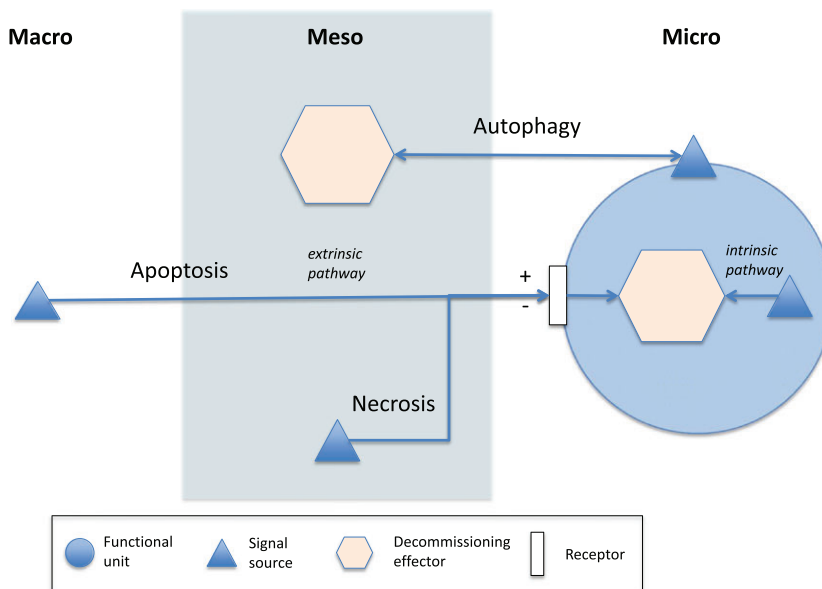 Macro
Meso
Micro
Autophagy
extrinsic
pathway
Apoptosis
+
-
intrinsic
pathway
Necrosis
Functional
unit
Signal
source
Decommissioning
effector
Receptor